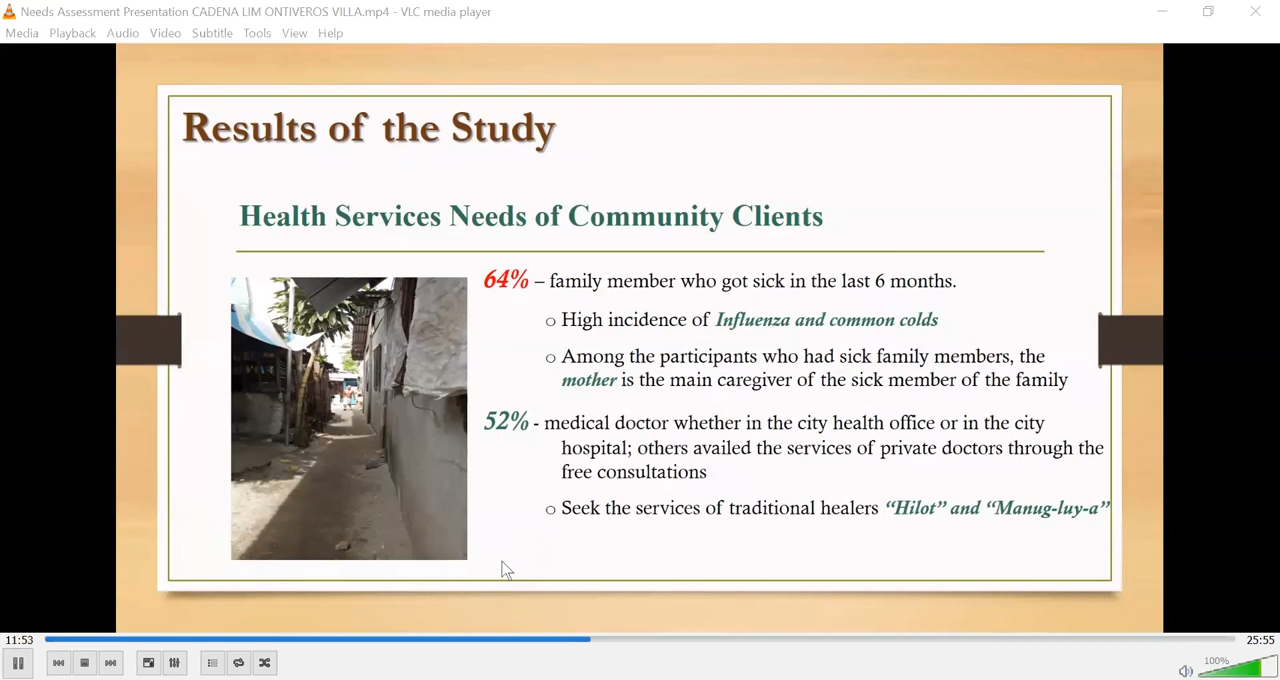 Needs Assessment Presentation CADENA LIM ONTIVEROS VILLA.mp4 - VLC media player
Media Playback Audio Video Subtitle Tools View Help
Results of the Study
Health Services Needs of Community Clients
64% – family member who got sick in the last 6 months.
o High incidence of Influenza and common colds
o Among the participants who had sick family members, the
mother is the main caregiver of the sick member of the family
52% - medical doctor whether in the city health office or in the city
hospital; others availed the services of private doctors through the
free consultations
o Seek the services of traditional healers “Hilot” and “Manug-luy-a”
11:53 25:55
100%